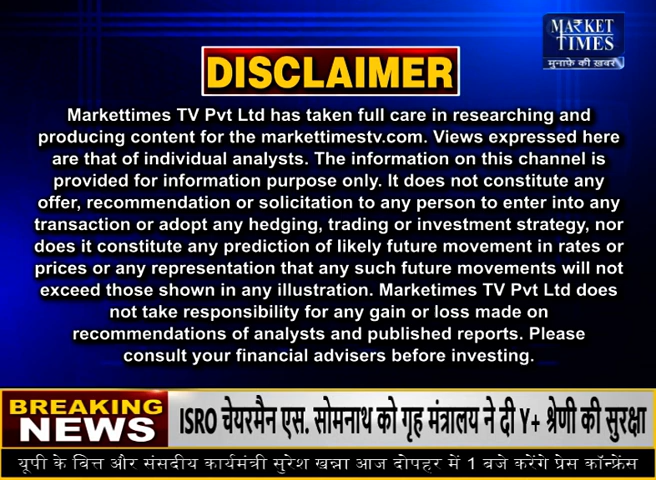 MARKET
TIMES
मुनाफे की खबर
DISCLAIMER
Markettimes TV Pvt Ltd has taken full care in researching and
producing content for the markettimestv.com. Views expressed here
are that of individual analysts. The information on this channel is
provided for information purpose only. It does not constitute any
offer, recommendation or solicitation to any person to enter into any
transaction or adopt any hedging, trading or investment strategy, nor
does it constitute any prediction of likely future movement in rates or
prices or any representation that any such future movements will not
exceed those shown in any illustration. Marketimes TV Pvt Ltd does
not take responsibility for any gain or loss made on
recommendations of analysts and published reports. Please
consult your financial advisers before investing.
BREAKING
NEWS
ISRO चेयरमैन एस. सोमनाथ को गृह मंत्रालय ने दी Y+ श्रेणी की सुरक्षा
यूपी के वित्त और संसदीय कार्यमंत्री सुरेश खन्ना आज दोपहर में 1 बजे करेंगे प्रेस कॉन्फ्रेंस